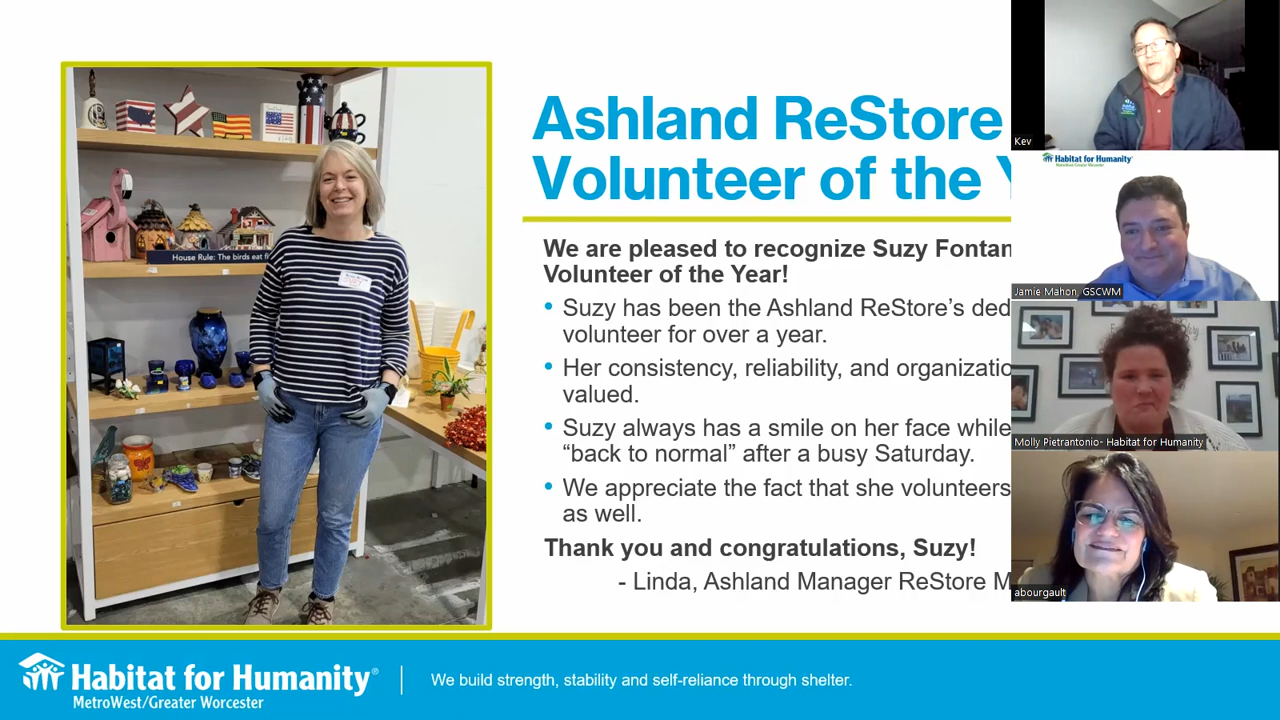 Ashland ReStore
Volunteer of the
We are pleased to recognize Suzy
Volunteer of the Year!
• Suzy has been the Ashland ReStore's
volunteer for over a year.
• Her consistency, reliability, and
valued.
• Suzy always has a smile on her face while
“back to normal” after a busy Saturday.
• We appreciate the fact that she volunteers
as well.
Thank you and congratulations, Suzy!
- Linda, Ashland Manager ReStore
House Rule: The birds eat
Kev
Habitat for Humanity
MetroWest/Greater Worcester
Jamie Mahon, GSCWM
Molly Pietrantonio- Habitat for Humanity
abourgault
Habitat for Humanity®
MetroWest/Greater Worcester
We build strength, stability and self-reliance through shelter.